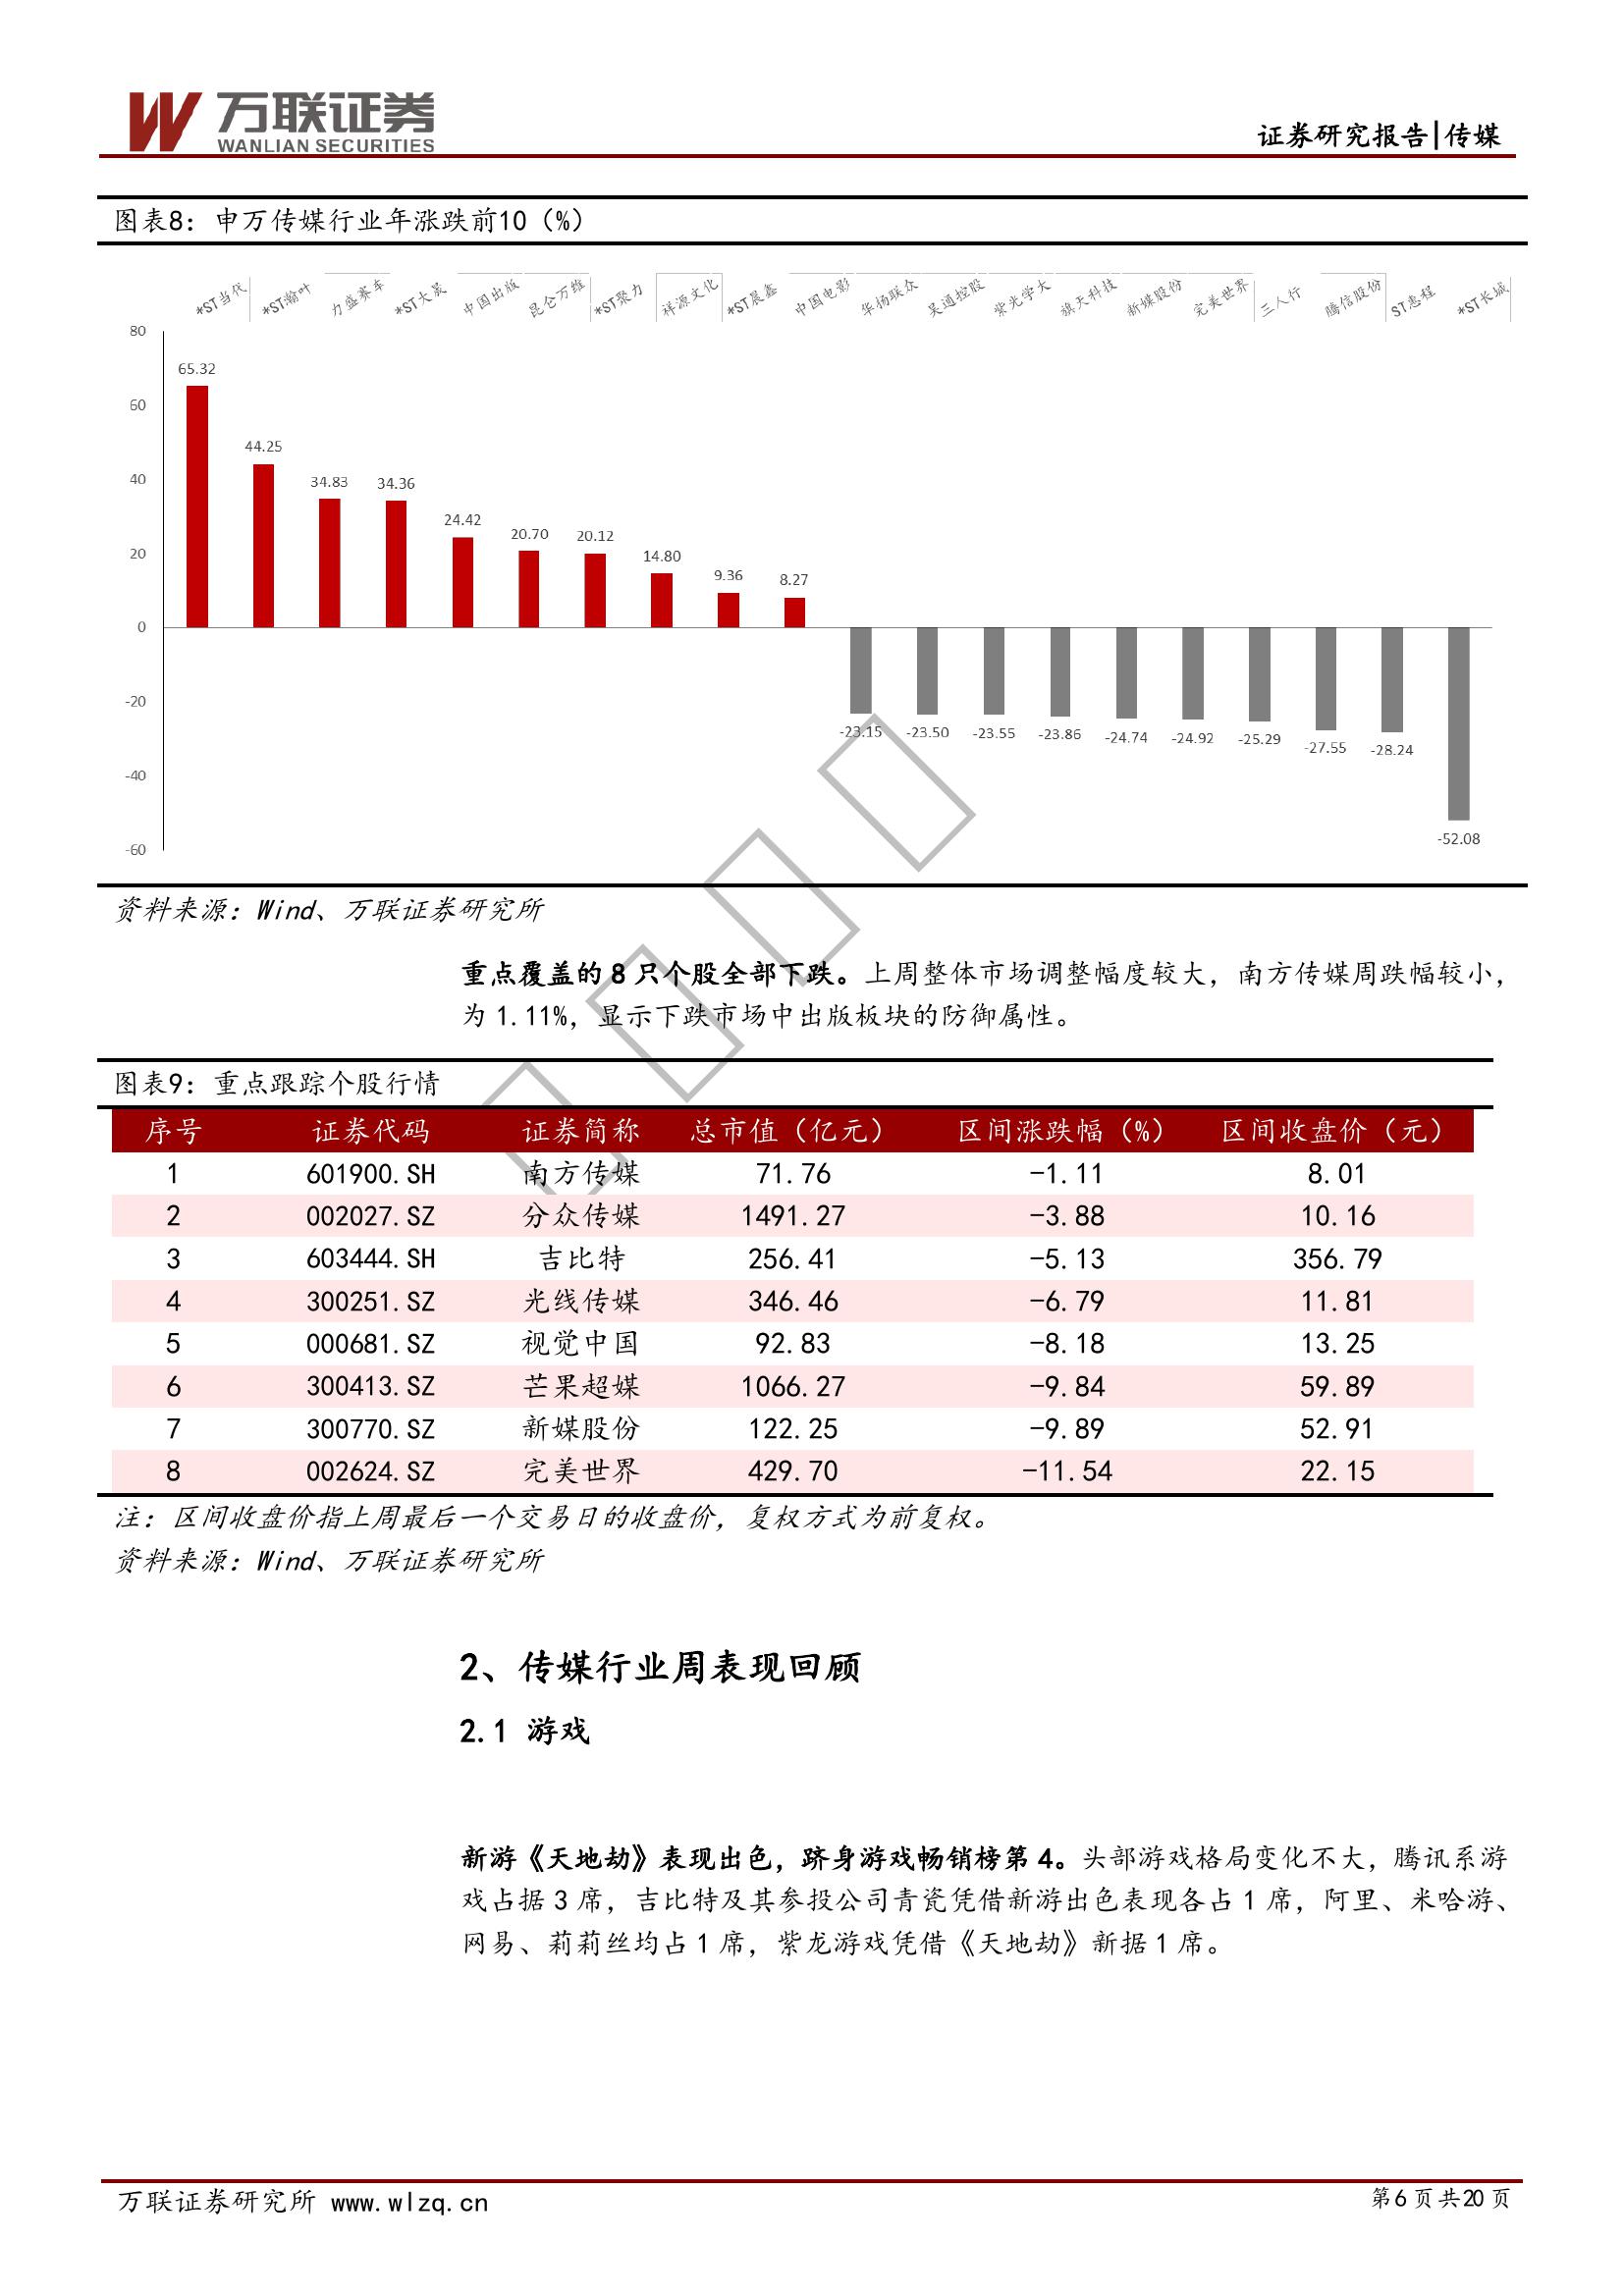 万联证券
WANLIAN SECURITIES
证券研究报告|传媒
图表8：申万传媒行业年涨跌前10（%）
*ST当代 *ST瀚叶 力盛赛车 *ST大晟 中国出版 昆仑万维 *ST聚力 祥源文化 *ST晨鑫 中国电影 华扬联众 吴通控股 紫光学大 旗天科技 新媒股份 完美世界 三人行 腾信股份 ST惠程 *ST长城
80
60
40
20
0
-20
-40
-60
65.32 44.25 34.83 34.36 24.42 20.70 20.12 14.80 9.36 8.27
-23.15 -23.50 -23.55 -23.86 -24.74 -24.92 -25.29 -27.55 -28.24 -52.08
资料来源：Wind、万联证券研究所
重点覆盖的 8 只个股全部下跌。上周整体市场调整幅度较大，南方传媒周跌幅较小，
为 1.11%，显示下跌市场中出版板块的防御属性。
图表9：重点跟踪个股行情
序号 证券代码 证券简称 总市值（亿元） 区间涨跌幅（%） 区间收盘价（元）
1 601900.SH 南方传媒 71.76 -1.11 8.01
2 002027.SZ 分众传媒 1491.27 -3.88 10.16
3 603444.SH 吉比特 256.41 -5.13 356.79
4 300251.SZ 光线传媒 346.46 -6.79 11.81
5 000681.SZ 视觉中国 92.83 -8.18 13.25
6 300413.SZ 芒果超媒 1066.27 -9.84 59.89
7 300770.SZ 新媒股份 122.25 -9.89 52.91
8 002624.SZ 完美世界 429.70 -11.54 22.15
注：区间收盘价指上周最后一个交易日的收盘价，复权方式为前复权。
资料来源：Wind、万联证券研究所
2、传媒行业周表现回顾
2.1 游戏
新游《天地劫》表现出色，跻身游戏畅销榜第 4。头部游戏格局变化不大，腾讯系游
戏占据 3 席，吉比特及其参投公司青瓷凭借新游出色表现各占 1 席，阿里、米哈游、
网易、莉莉丝均占 1 席，紫龙游戏凭借《天地劫》新据 1 席。
万联证券研究所 www.wlzq.cn
第6 页 共20 页